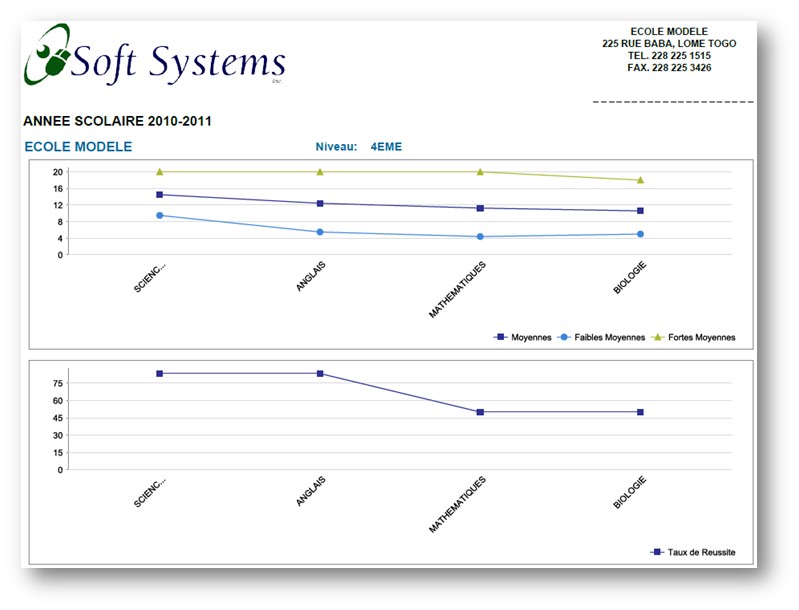 Soft Systems
Inc.
ECOLE MODELE
225 RUE BABA, LOME TOGO
TEL. 228 225 1515
FAX. 228 225 3426
ANNEE SCOLAIRE 2010-2011
ECOLE MODELE Niveau: 4EME
20
16
12
8
4
0
SCIENC... ANGLAIS MATHEMATIQUES BIOLOGIE
Moyennes Faibles Moyennes Fortes Moyennes
75
60
45
30
15
0
SCIENC... ANGLAIS MATHEMATIQUES BIOLOGIE
Taux de Reussite